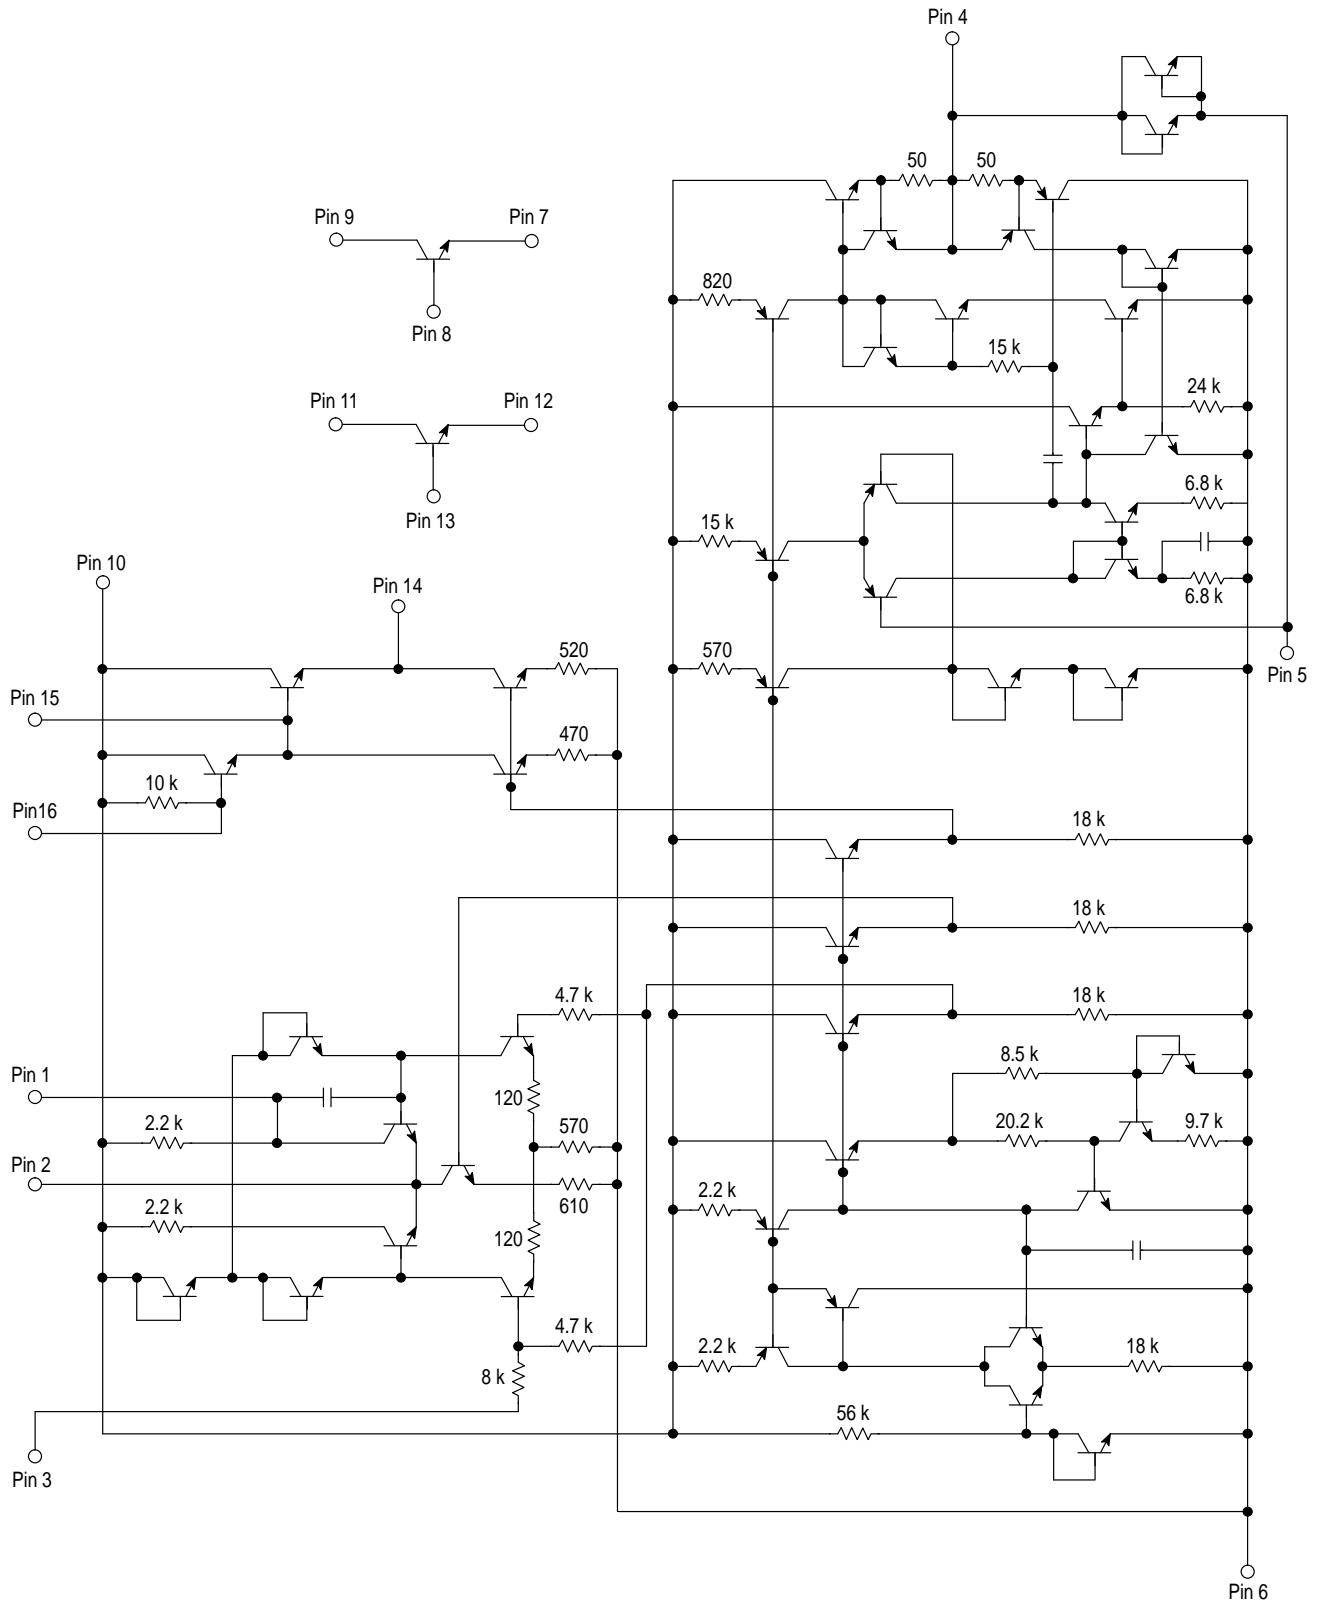 Pin 4
50
50
Pin 9
Pin 7
820
Pin 8
15 k
24 k
Pin 11
Pin 12
6.8 k
15 k
Pin 13
Pin 10
Pin 14
6.8 k
520
570
Pin 5
Pin 15
470
10 k
Pin16
18 k
18 k
4.7 k
18 k
8.5 k
Pin 1
120
2.2 k
570
20.2 k
9.7 k
Pin 2
2.2 k
610
2.2 k
120
4.7 k
2.2 k
18 k
8 k
56 k
Pin 3
Pin 6